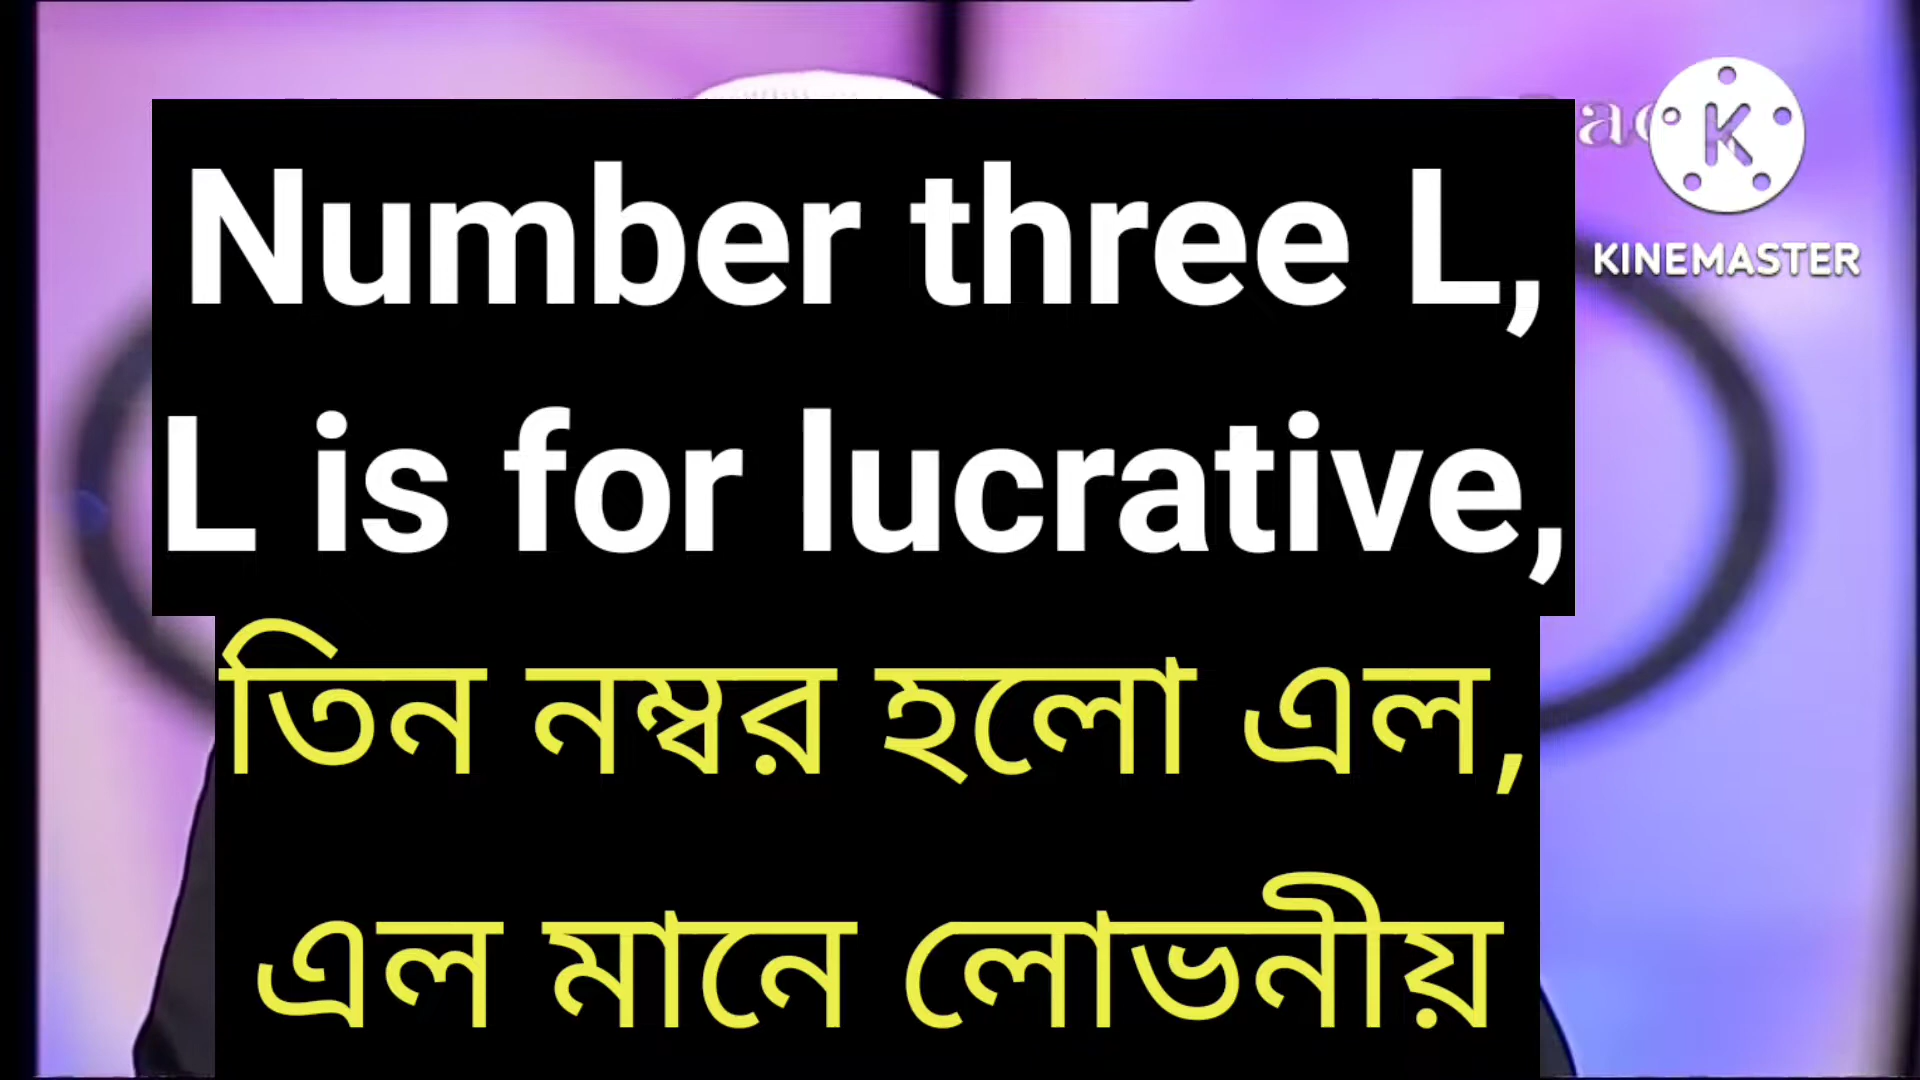 Number three L,
L is for lucrative,
তিন নম্বর হলো এল,
এল মানে লোভনীয়
K
KINEMASTER